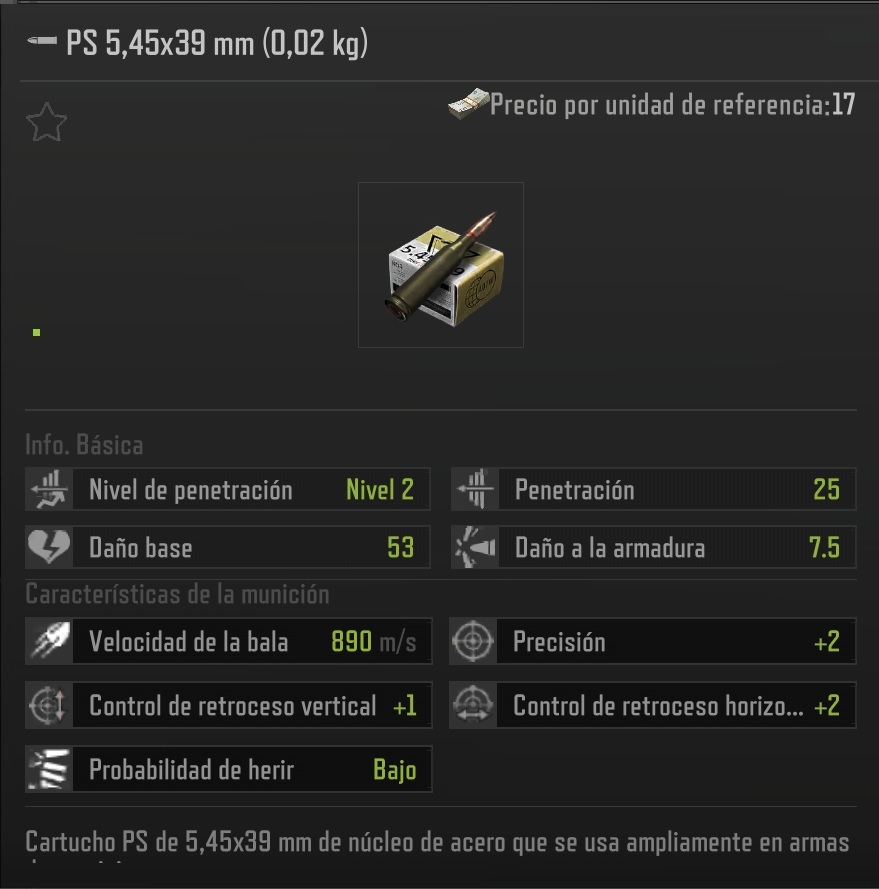 PS 5,45x39 mm (0,02 kg)
Precio por unidad de referencia:17
Info. Básica
Nivel de penetración Nivel 2
Penetración 25
Daño base 53
Daño a la armadura 7.5
Características de la munición
Velocidad de la bala 890 m/s
Precisión +2
Control de retroceso vertical +1
Control de retroceso horizo... +2
Probabilidad de herir Bajo
Cartucho PS de 5,45x39 mm de núcleo de acero que se usa ampliamente en armas